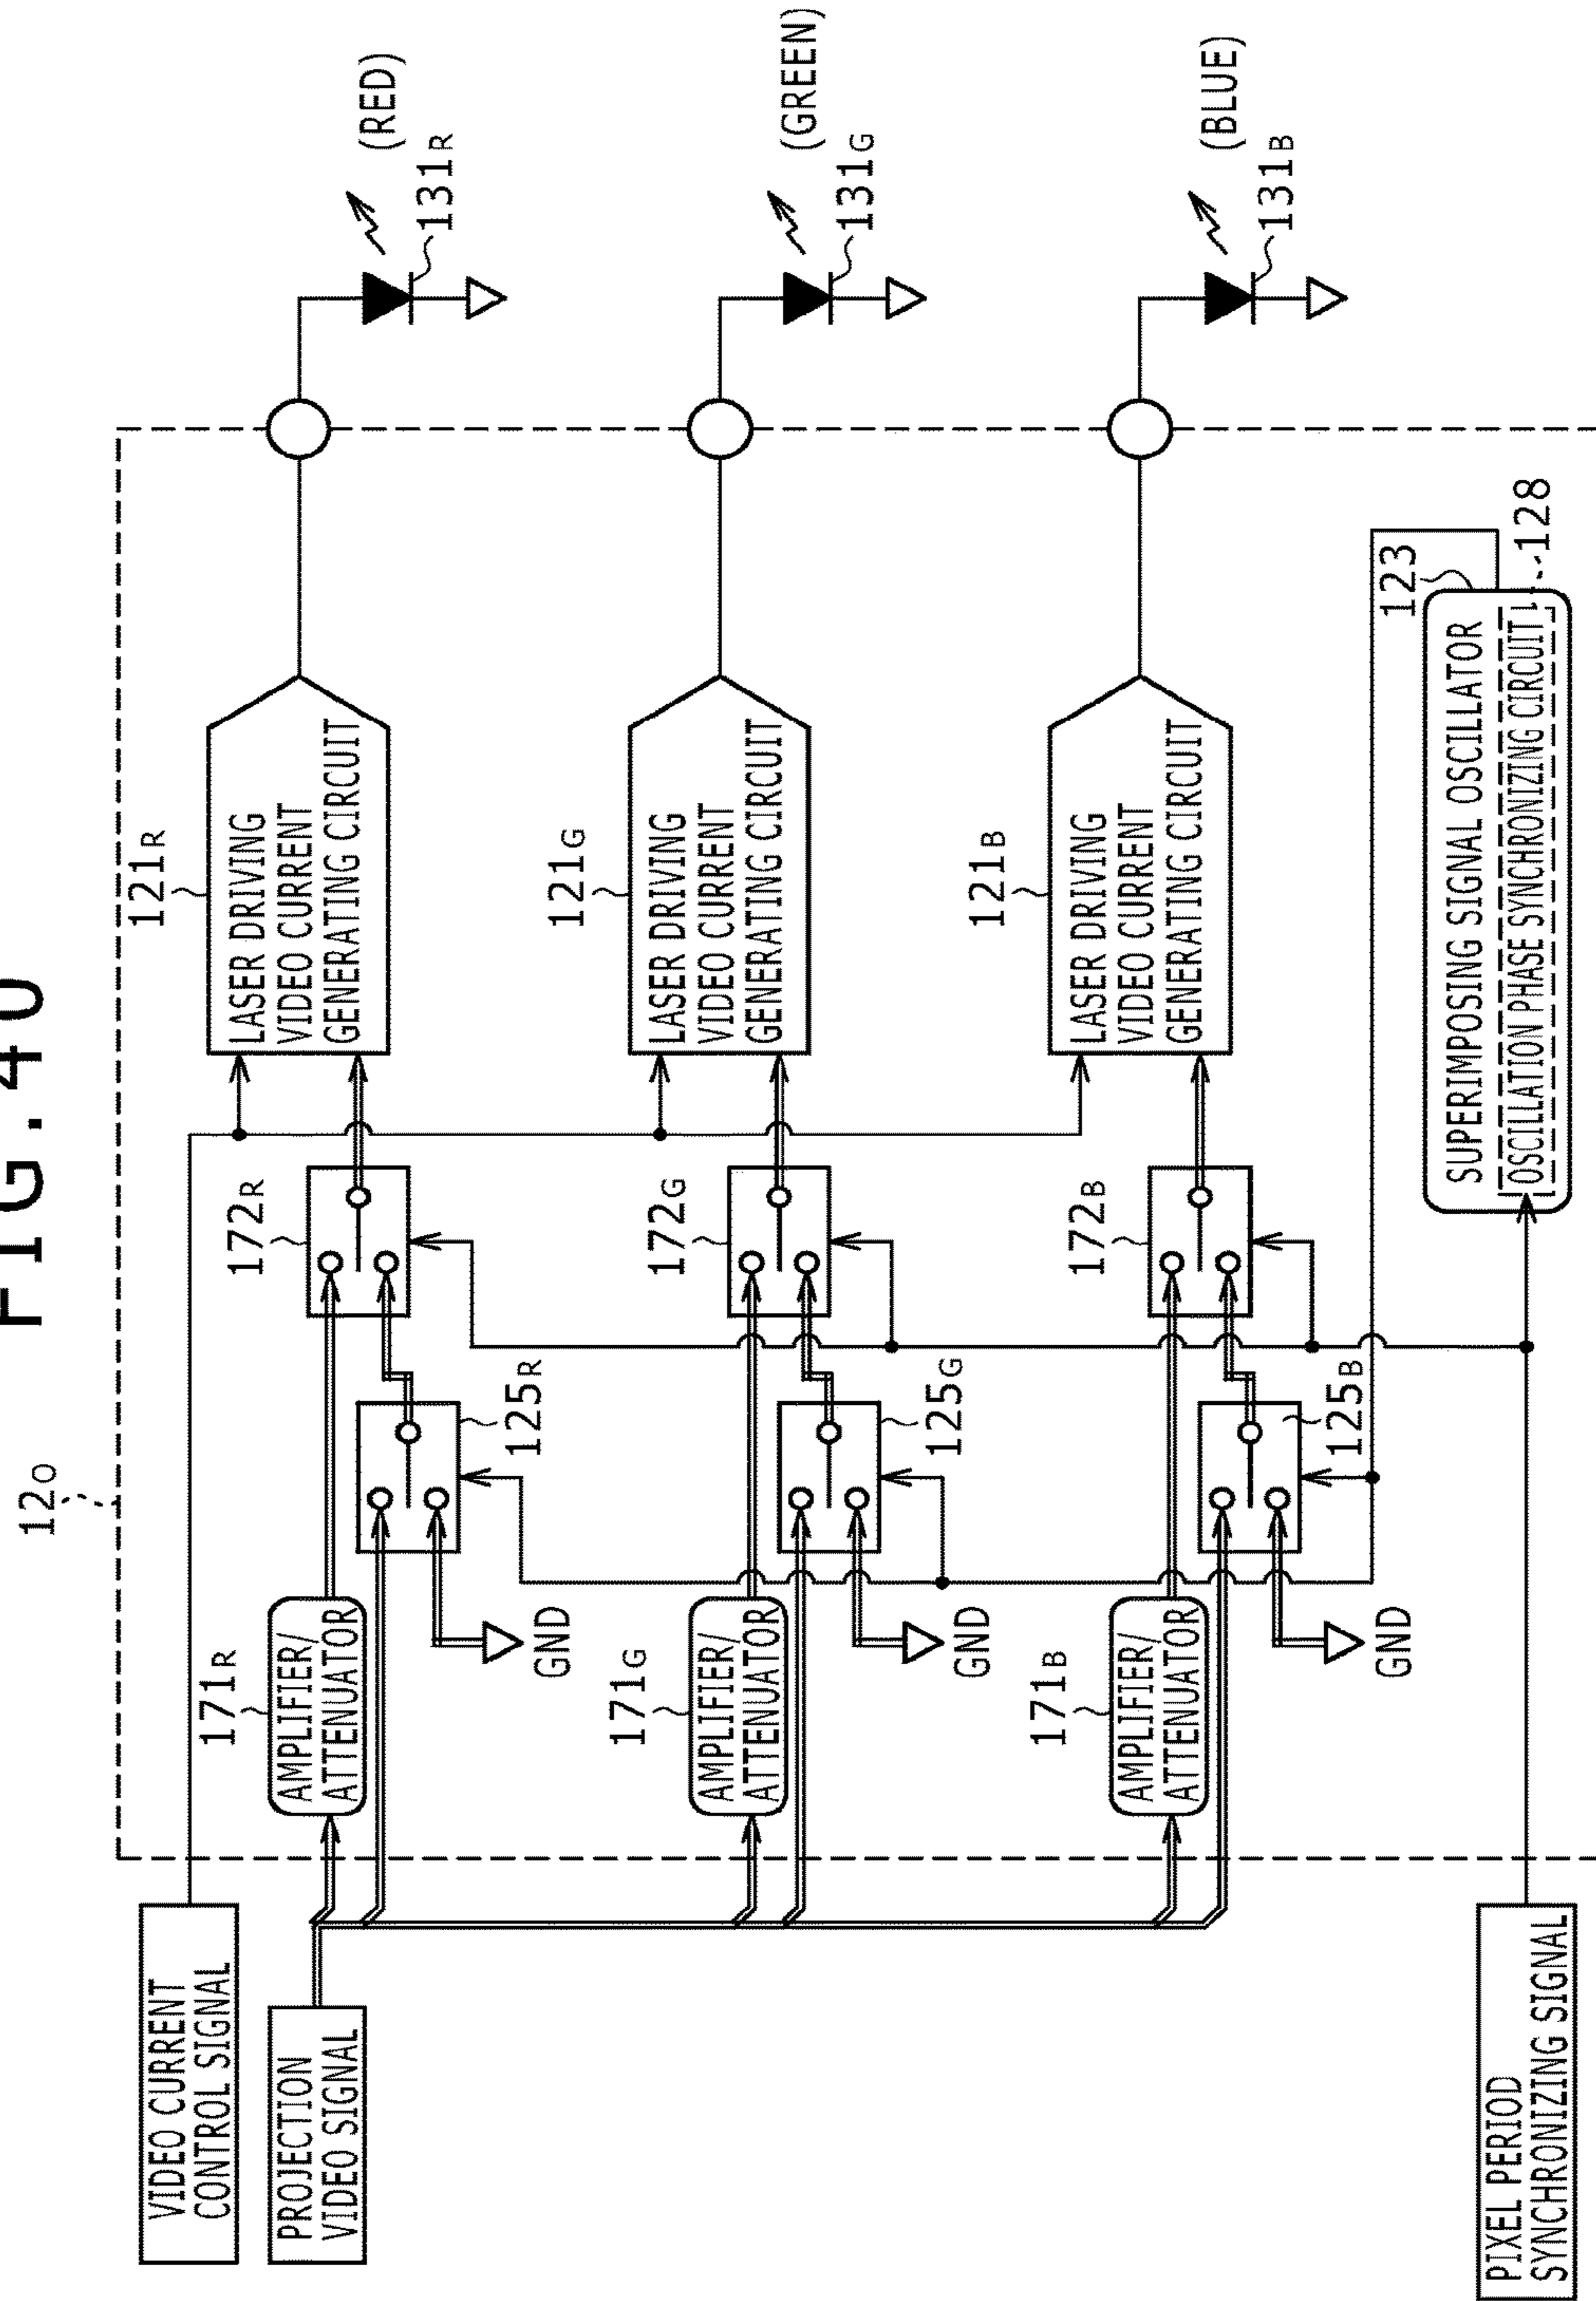 FIG.40
12O
VIDEO CURRENT
CONTROL SIGNAL
PROJECTION
VIDEO SIGNAL
PIXEL PERIOD
SYNCHRONIZING SIGNAL
171R
AMPLIFIER/
ATTENUATOR
GND
125R
172R
121R
LASER DRIVING
VIDEO CURRENT
GENERATING CIRCUIT
(RED)
131R
171G
AMPLIFIER/
ATTENUATOR
GND
125G
172G
121G
LASER DRIVING
VIDEO CURRENT
GENERATING CIRCUIT
(GREEN)
131G
171B
AMPLIFIER/
ATTENUATOR
GND
125B
172B
121B
LASER DRIVING
VIDEO CURRENT
GENERATING CIRCUIT
(BLUE)
131B
123
SUPERIMPOSING SIGNAL OSCILLATOR
OSCILLATION PHASE SYNCHRONIZING CIRCUIT
128